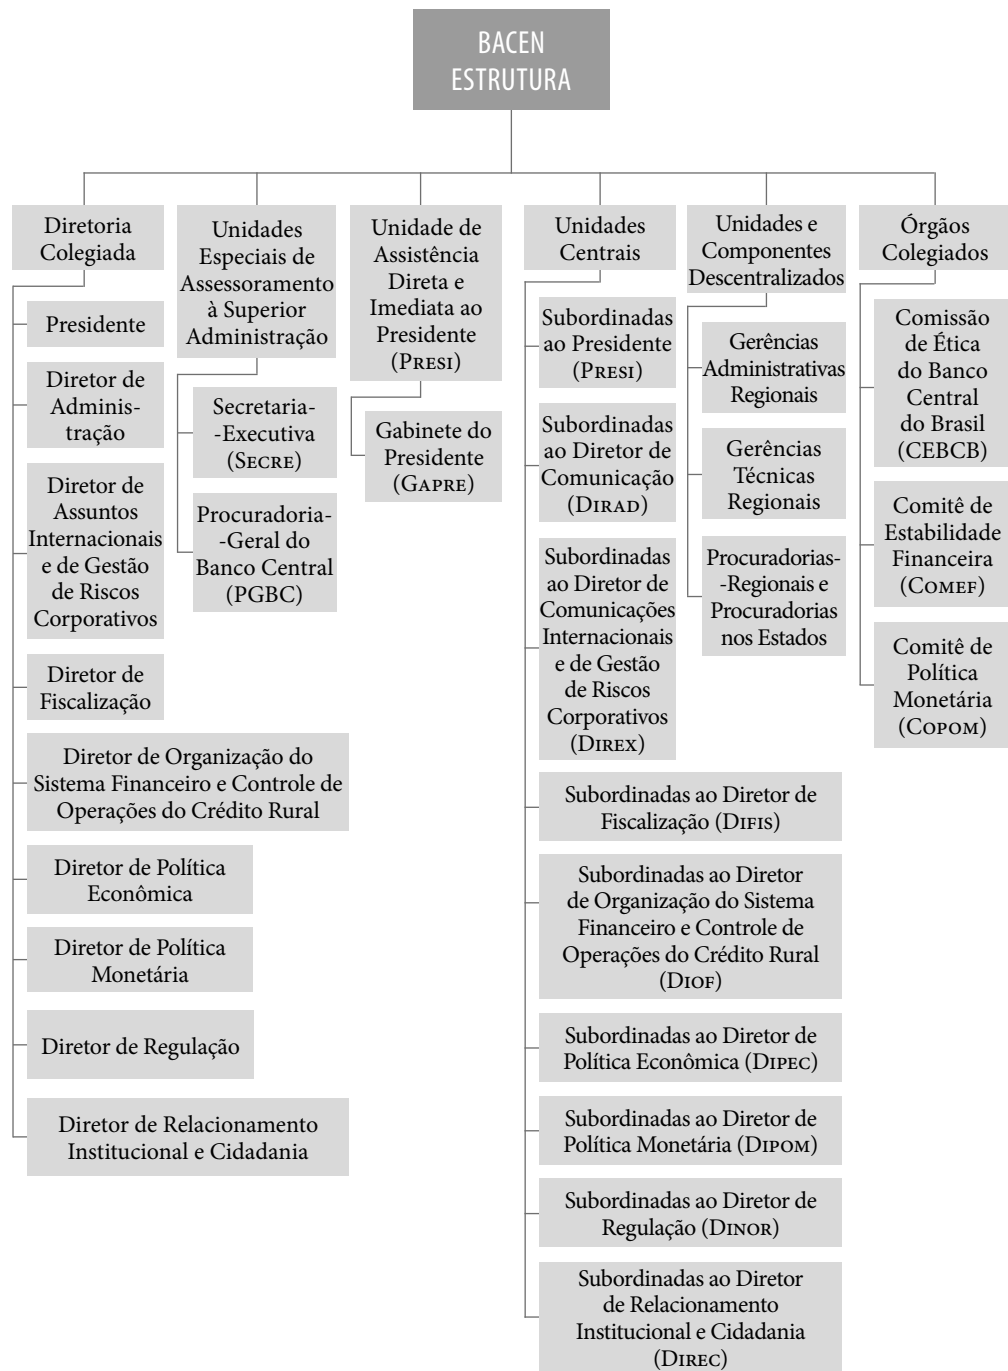 BACEN
ESTRUTURA
Diretoria
Colegiada
Presidente
Diretor de
Adminis-
tração
Diretor de
Assuntos
Internacionais
e de Gestão
de Riscos
Corporativos
Diretor de
Fiscalização
Diretor de Organização do
Sistema Financeiro e Controle de
Operações do Crédito Rural
Diretor de Política
Econômica
Diretor de Política
Monetária
Diretor de Regulação
Diretor de Relacionamento
Institucional e Cidadania
Unidades
Especiais de
Assessoramento
à Superior
Administração
Secretaria-
-Executiva
(SECRE)
Procuradoria-
-Geral do
Banco Central
(PGBC)
Unidade de
Assistência
Direta e
Imediata ao
Presidente
(PRESI)
Gabinete do
Presidente
(GAPRE)
Unidades
Centrais
Subordinadas
ao Presidente
(PRESI)
Subordinadas
ao Diretor de
Comunicação
(DIRAD)
Subordinadas
ao Diretor de
Comunicações
Internacionais
e de Gestão
de Riscos
Corporativos
(DIREX)
Subordinadas ao Diretor de
Fiscalização (DIFIS)
Subordinadas ao Diretor
de Organização do Sistema
Financeiro e Controle de
Operações do Crédito Rural
(DIOF)
Subordinadas ao Diretor de
Política Econômica (DIPEC)
Subordinadas ao Diretor de
Política Monetária (DIPOM)
Subordinadas ao Diretor de
Regulação (DINOR)
Subordinadas ao Diretor
de Relacionamento
Institucional e Cidadania
(DIREC)
Unidades e
Componentes
Descentralizados
Gerências
Administrativas
Regionais
Gerências
Técnicas
Regionais
Procuradorias-
-Regionais e
Procuradorias
nos Estados
Órgãos
Colegiados
Comissão
de Ética
do Banco
Central
do Brasil
(CEBCB)
Comitê de
Estabilidade
Financeira
(COMEF)
Comitê de
Política
Monetária
(COPOM)